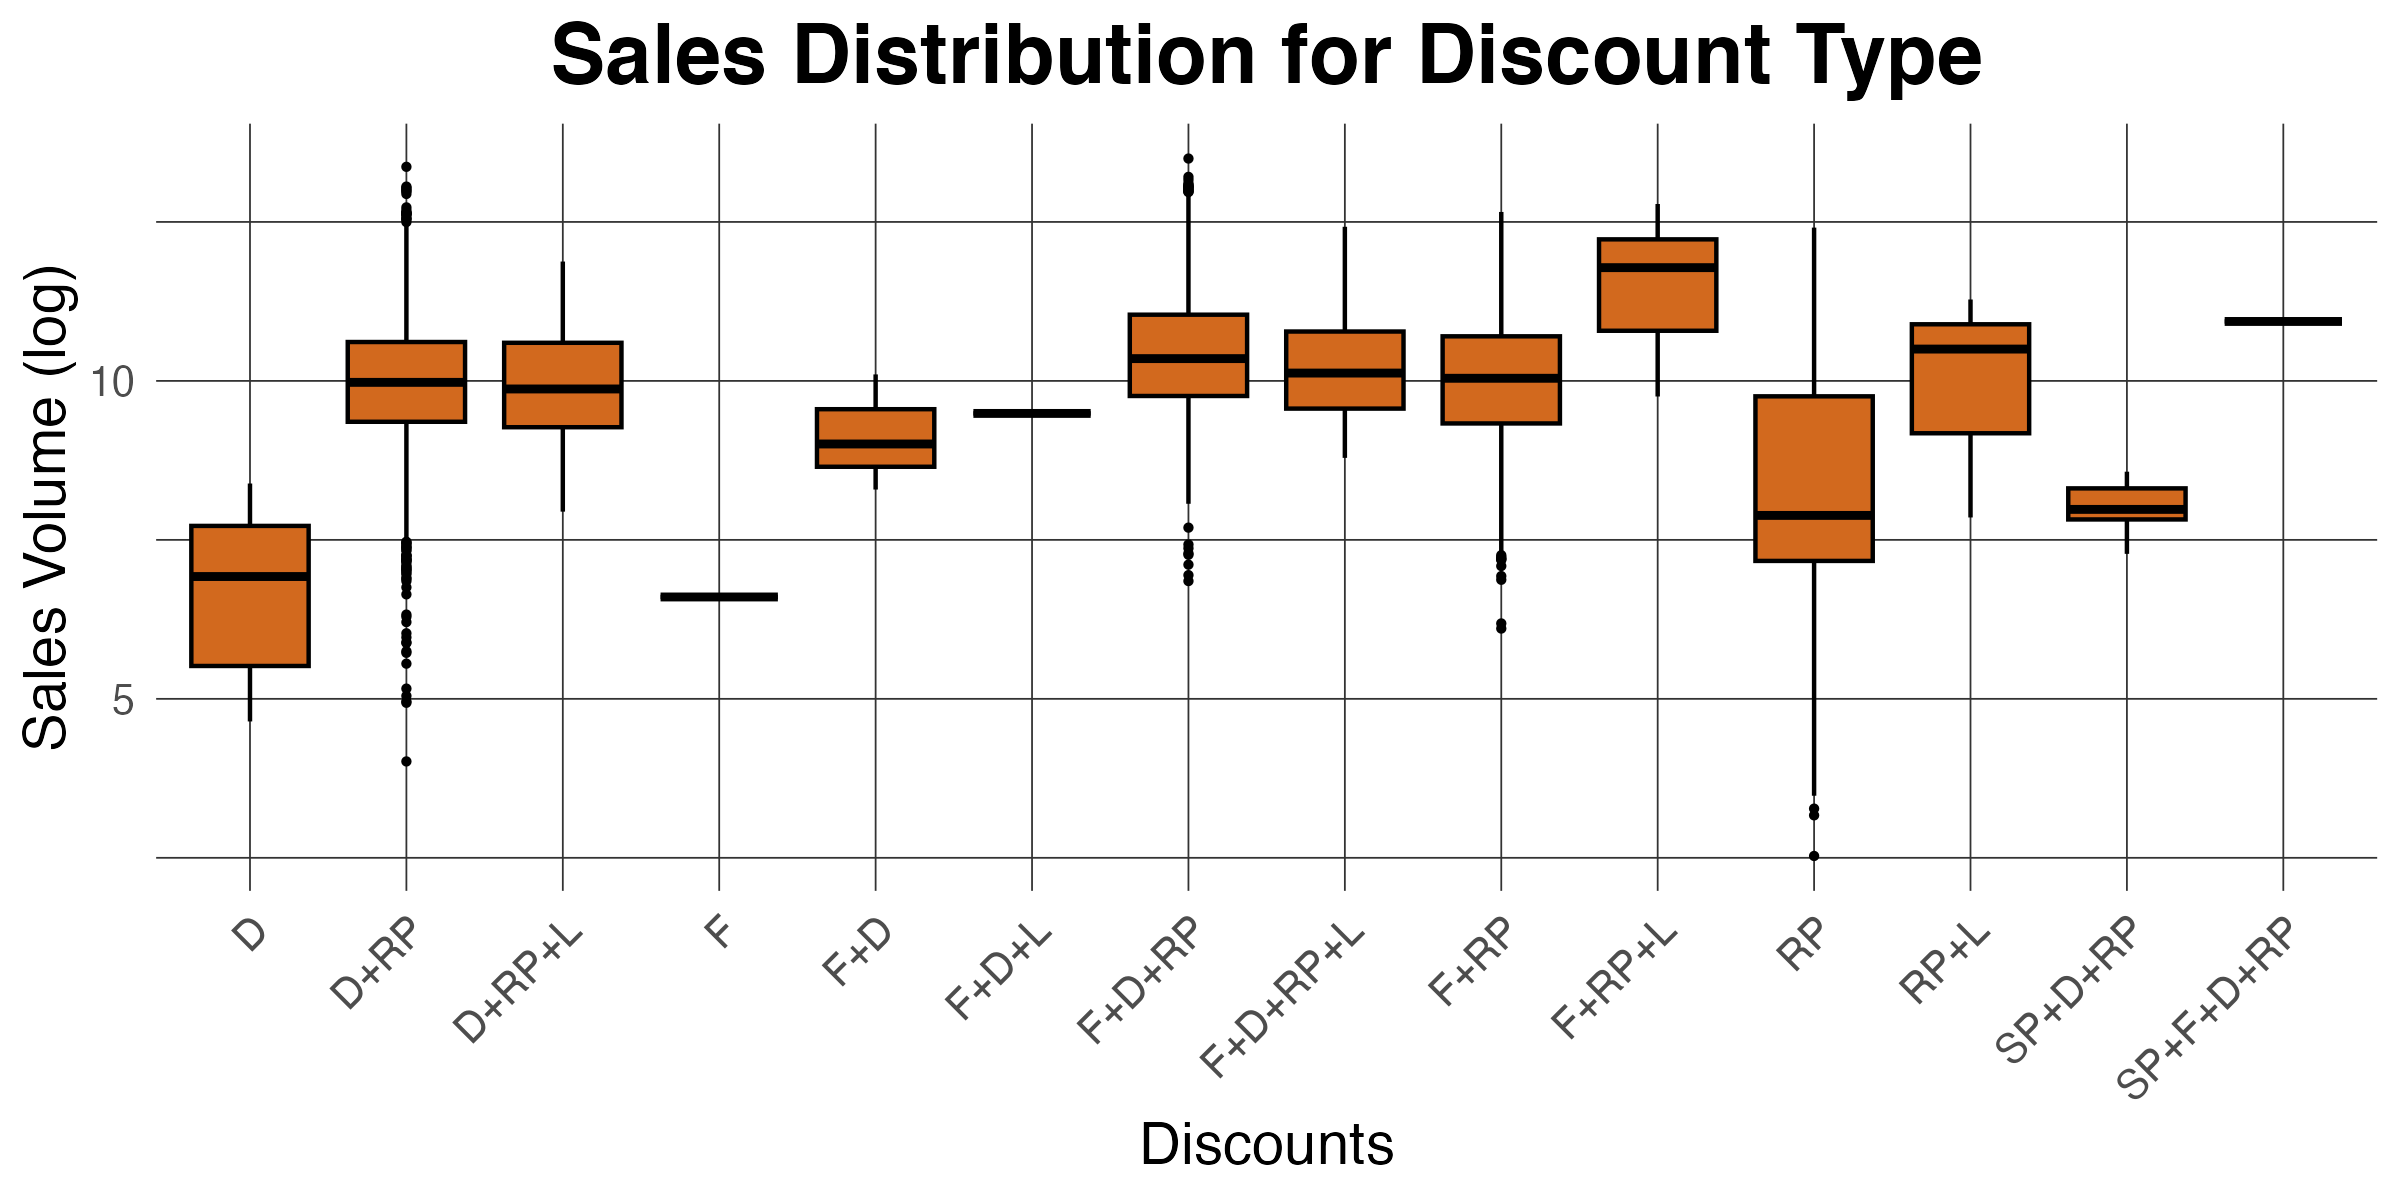 Sales Distribution for Discount Type
Sales Volume (log)
10
5
D
D+RP
D+RP+L
F
F+D
F+D+L
F+D+RP
F+D+RP+L
F+RP
F+RP+L
RP
RP+L
SP+D+RP
SP+F+D+RP
Discounts